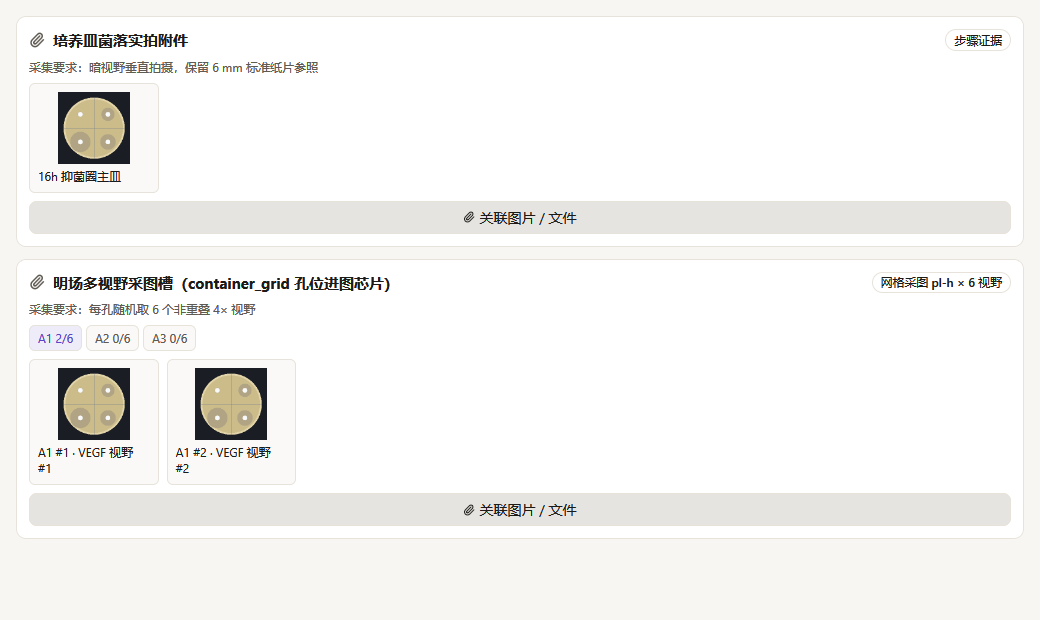 培养皿菌落实拍附件
步骤证据
采集要求：暗视野垂直拍摄，保留 6 mm 标准纸片参照
16h 抑菌圈主皿
关联图片 / 文件
明场多视野采图槽（container_grid 孔位进图芯片）
网格采图 pl-h × 6 视野
采集要求：每孔随机取 6 个非重叠 4× 视野
A1 2/6
A2 0/6
A3 0/6
A1 #1 · VEGF 视野
#1
A1 #2 · VEGF 视野
#2
关联图片 / 文件